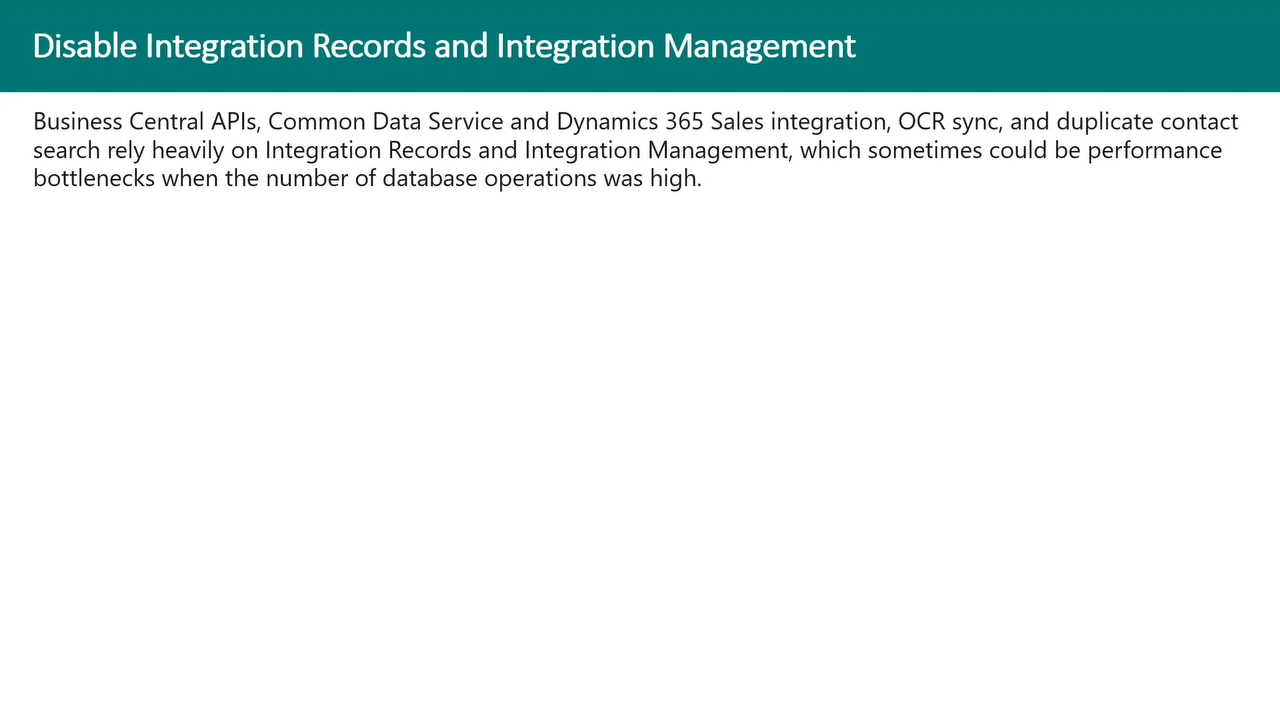 Disable Integration Records and Integration Management
Business Central APIs, Common Data Service and Dynamics 365 Sales integration, OCR sync, and duplicate contact
search rely heavily on Integration Records and Integration Management, which sometimes could be performance
bottlenecks when the number of database operations was high.